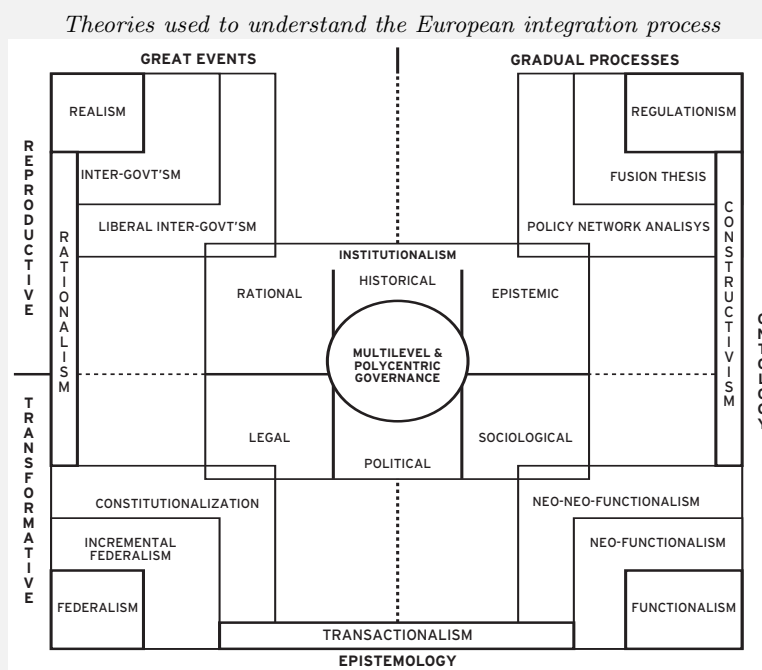 Theories used to understand the European integration process
GREAT EVENTS
GRADUAL PROCESSES
REALISM
REGULATIONISM
REPRODUCTIVE
INTER-GOVT'SM
FUSION THESIS
LIBERAL INTER-GOVT'SM
POLICY NETWORK ANALISYS
RATIONALISM
CONSTRUCTIVISM
INSTITUTIONALISM
RATIONAL
HISTORICAL
EPISTEMIC
MULTILEVEL &
POLYCENTRIC
GOVERNANCE
TRANSFORMATIVE
LEGAL
POLITICAL
SOCIOLOGICAL
CONSTITUTIONALIZATION
NEO-NEO-FUNCTIONALISM
INCREMENTAL
FEDERALISM
NEO-FUNCTIONALISM
FEDERALISM
FUNCTIONALISM
TRANSACTIONALISM
EPISTEMOLOGY